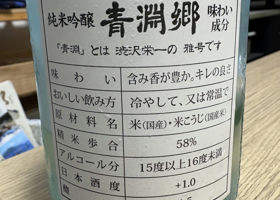 純米吟醸 青淵郷 味わい成分
「青淵」とは 渋沢栄一の 雅号です
味わい 含み香が豊か。キレの良さ
おいしい飲み方 冷やして、又は常温で
原材料名 米(国産)・米こうじ(国産米)
精米歩合 58%
アルコール分 15度以上16度未満
日本酒度 +1.0